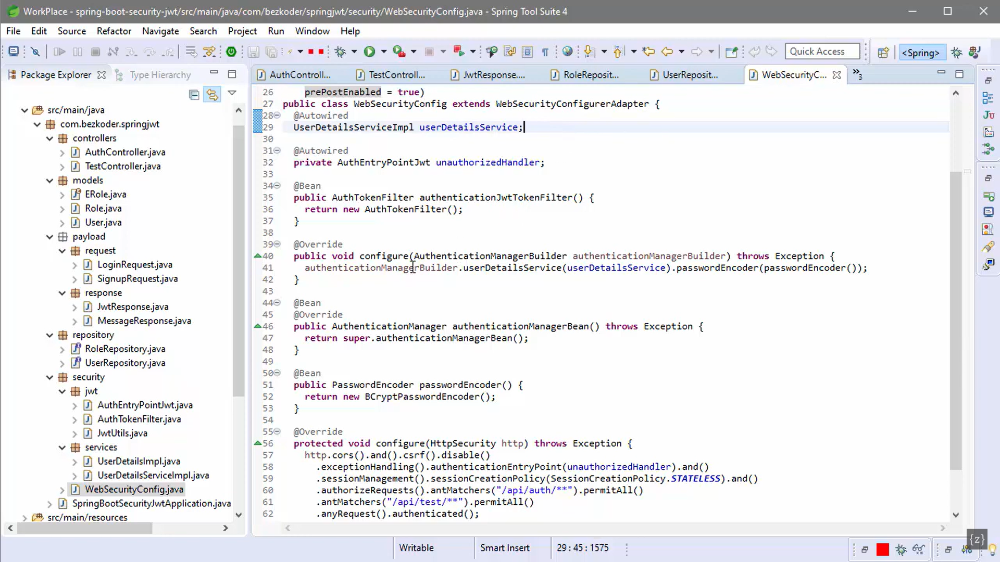 WorkPlace - spring-boot-security-jwt/src/main/java/com/bezkoder/springjwt/security/WebSecurityConfig.java - Spring Tool Suite 4
File Edit Source Refactor Navigate Search Project Run Window Help
Quick Access
<Spring>
Package Explorer
Type Hierarchy
src/main/java
com.bezkoder.springjwt
controllers
AuthController.java
TestController.java
models
ERole.java
Role.java
User.java
payload
request
LoginRequest.java
SignupRequest.java
response
JwtResponse.java
MessageResponse.java
repository
RoleRepository.java
UserRepository.java
security
jwt
AuthEntryPointJwt.java
AuthTokenFilter.java
JwtUtils.java
services
UserDetailsImpl.java
UserDetailsServiceImpl.java
WebSecurityConfig.java
SpringBootSecurityJwtApplication.java
src/main/resources
AuthControll... TestControll... JwtResponse.... RoleReposit... UserReposit... WebSecurityC... »3
26 prePostEnabled = true)
27 public class WebSecurityConfig extends WebSecurityConfigurerAdapter {
28 @Autowired
29 UserDetailsServiceImpl userDetailsService;
30
31 @Autowired
32 private AuthEntryPointJwt unauthorizedHandler;
33
34 @Bean
35 public AuthTokenFilter authenticationJwtTokenFilter() {
36 return new AuthTokenFilter();
37 }
38
39 @Override
40 public void configure(AuthenticationManagerBuilder authenticationManagerBuilder) throws Exception {
41 authenticationManagerBuilder.userDetailsService(userDetailsService).passwordEncoder(passwordEncoder());
42 }
43
44 @Bean
45 @Override
46 public AuthenticationManager authenticationManagerBean() throws Exception {
47 return super.authenticationManagerBean();
48 }
49
50 @Bean
51 public PasswordEncoder passwordEncoder() {
52 return new BCryptPasswordEncoder();
53 }
54
55 @Override
56 protected void configure(HttpSecurity http) throws Exception {
57 http.cors().and().csrf().disable()
58 .exceptionHandling().authenticationEntryPoint(unauthorizedHandler).and()
59 .sessionManagement().sessionCreationPolicy(SessionCreationPolicy.STATELESS).and()
60 .authorizeRequests().antMatchers("/api/auth/**").permitAll()
61 .antMatchers("/api/test/**").permitAll()
62 .anyRequest().authenticated();
Ju
Writable Smart Insert 29 : 45 : 1575
{z}